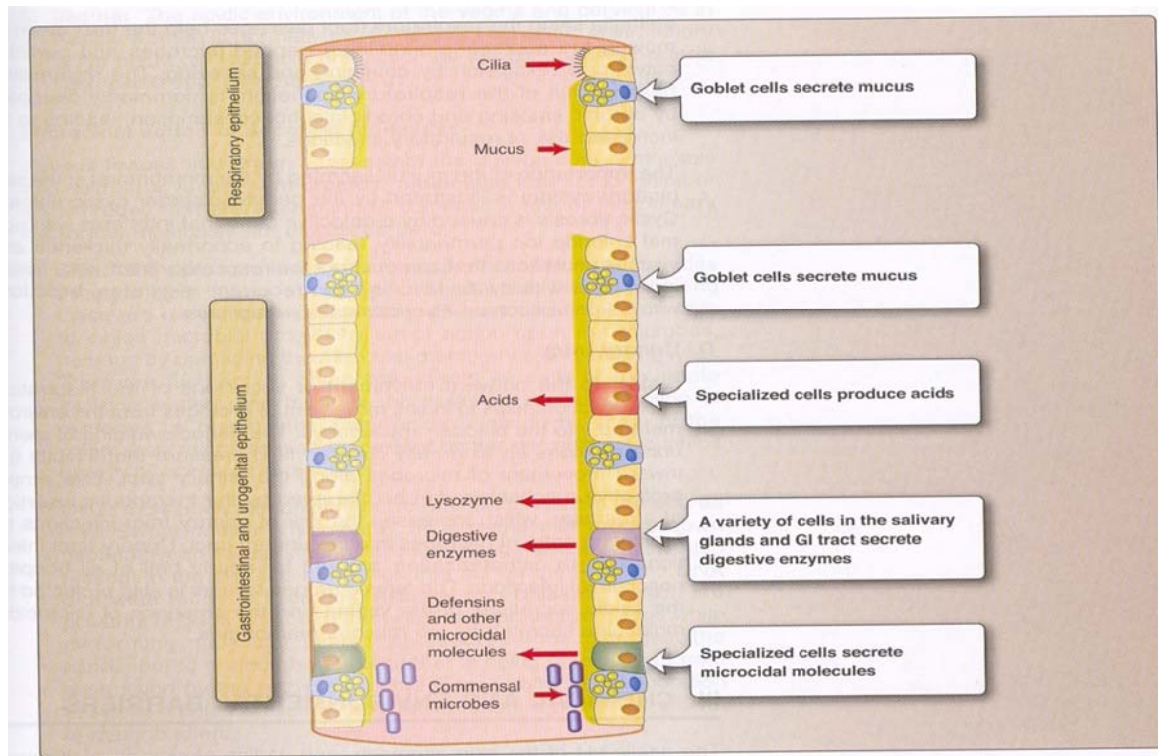 Respiratory epithelium
Cilia
Goblet cells secrete mucus
Mucus
Gastrointestinal and urogenital epithelium
Goblet cells secrete mucus
Acids
Specialized cells produce acids
Lysozyme
Digestive
enzymes
A variety of cells in the salivary
glands and GI tract secrete
digestive enzymes
Defensins
and other
microcidal
molecules
Specialized cells secrete
microcidal molecules
Commensal
microbes